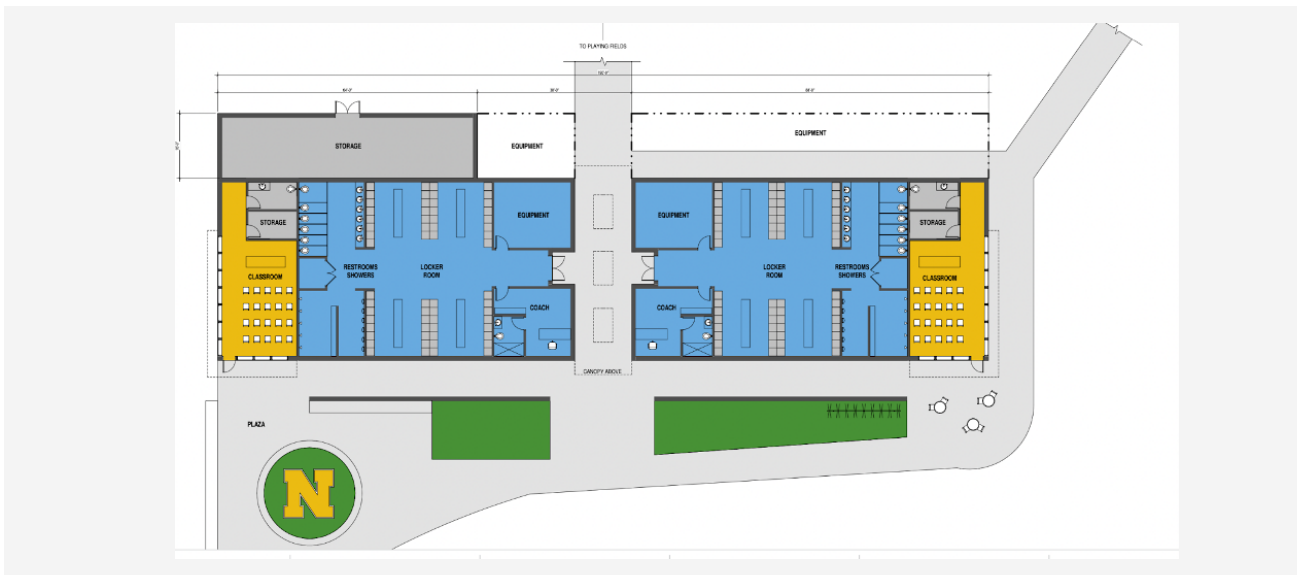 TO PLAYING FIELDS
STORAGE
EQUIPMENT
EQUIPMENT
STORAGE
EQUIPMENT
EQUIPMENT
STORAGE
CLASSROOM
RESTROOMS
SHOWERS
LOCKER
ROOM
LOCKER
ROOM
RESTROOMS
SHOWERS
CLASSROOM
COACH
COACH
CANOPY ABOVE
PLAZA
N